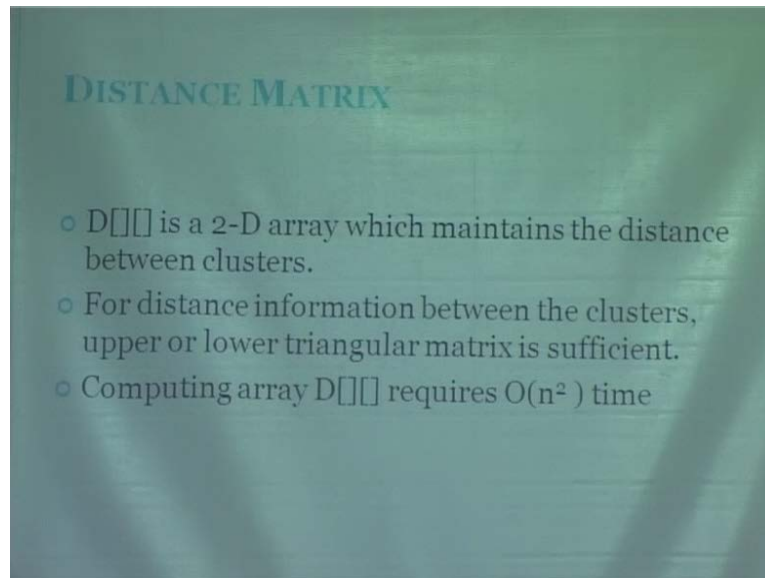 DISTANCE MATRIX
D[][] is a 2-D array which maintains the distance
between clusters.
For distance information between the clusters,
upper or lower triangular matrix is sufficient.
Computing array D[][] requires O(n²) time